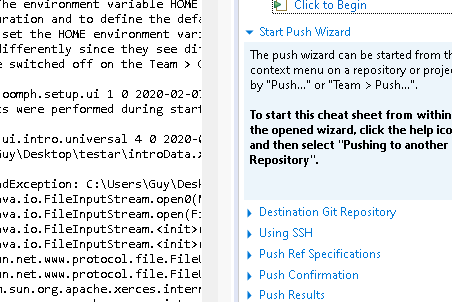 he environment variable HOME
uration and to define the defa
set the HOME environment vari
differently since they see di
e switched off on the Team > 
oomph.setup.ui 1 0 2020-02-07
ts were performed during start
ui.intro.universal 4 0 2020-0
Guy\Desktop\testar\introData.x
ndException: C:\Users\Guy\Desk
ava.io.FileInputStream.open0(N
ava.io.FileInputStream.open(Fi
ava.io.FileInputStream.<init>
ava.io.FileInputStream.<init>
un.net.www.protocol.file.FileU
un.net.www.protocol.file.FileU
m.sun.org.apache.xerces.intern
Click to Begin
Start Push Wizard
The push wizard can be started from th
context menu on a repository or projec
by "Push..." or "Team > Push...".
To start this cheat sheet from within
the opened wizard, click the help ico
and then select "Pushing to another
Repository".
Destination Git Repository
Using SSH
Push Ref Specifications
Push Confirmation
Push Results